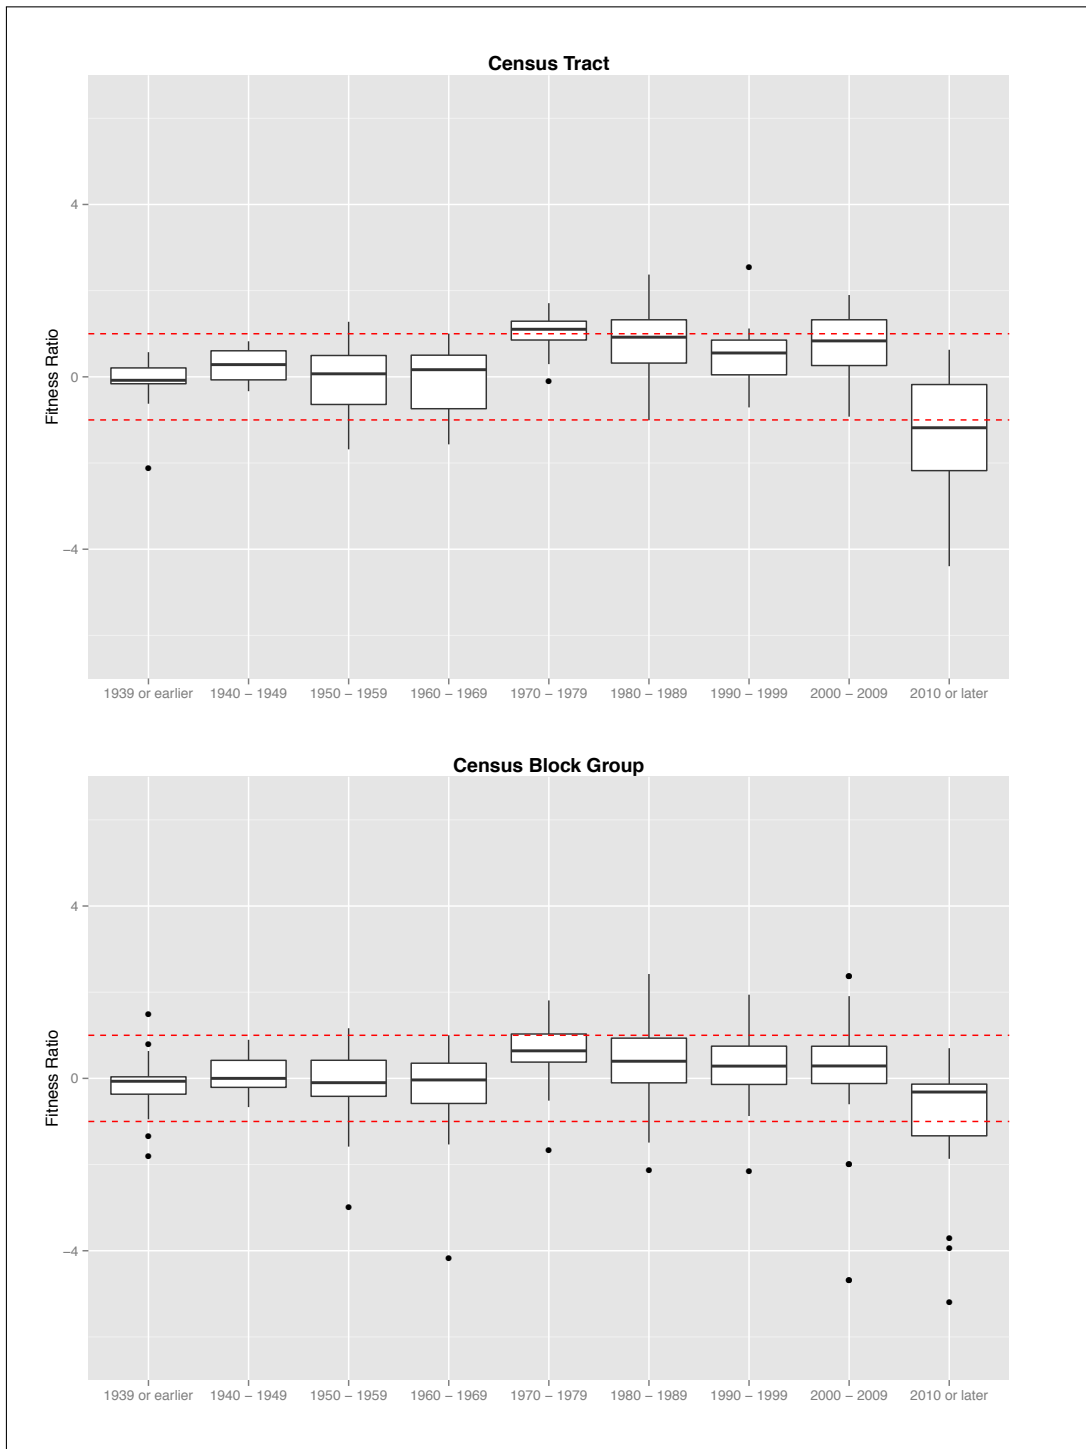 Census Tract
4
0
−4
Fitness Ratio
1939 or earlier 1940 − 1949 1950 − 1959 1960 − 1969 1970 − 1979 1980 − 1989 1990 − 1999 2000 − 2009 2010 or later
Census Block Group
4
0
−4
Fitness Ratio
1939 or earlier 1940 − 1949 1950 − 1959 1960 − 1969 1970 − 1979 1980 − 1989 1990 − 1999 2000 − 2009 2010 or later